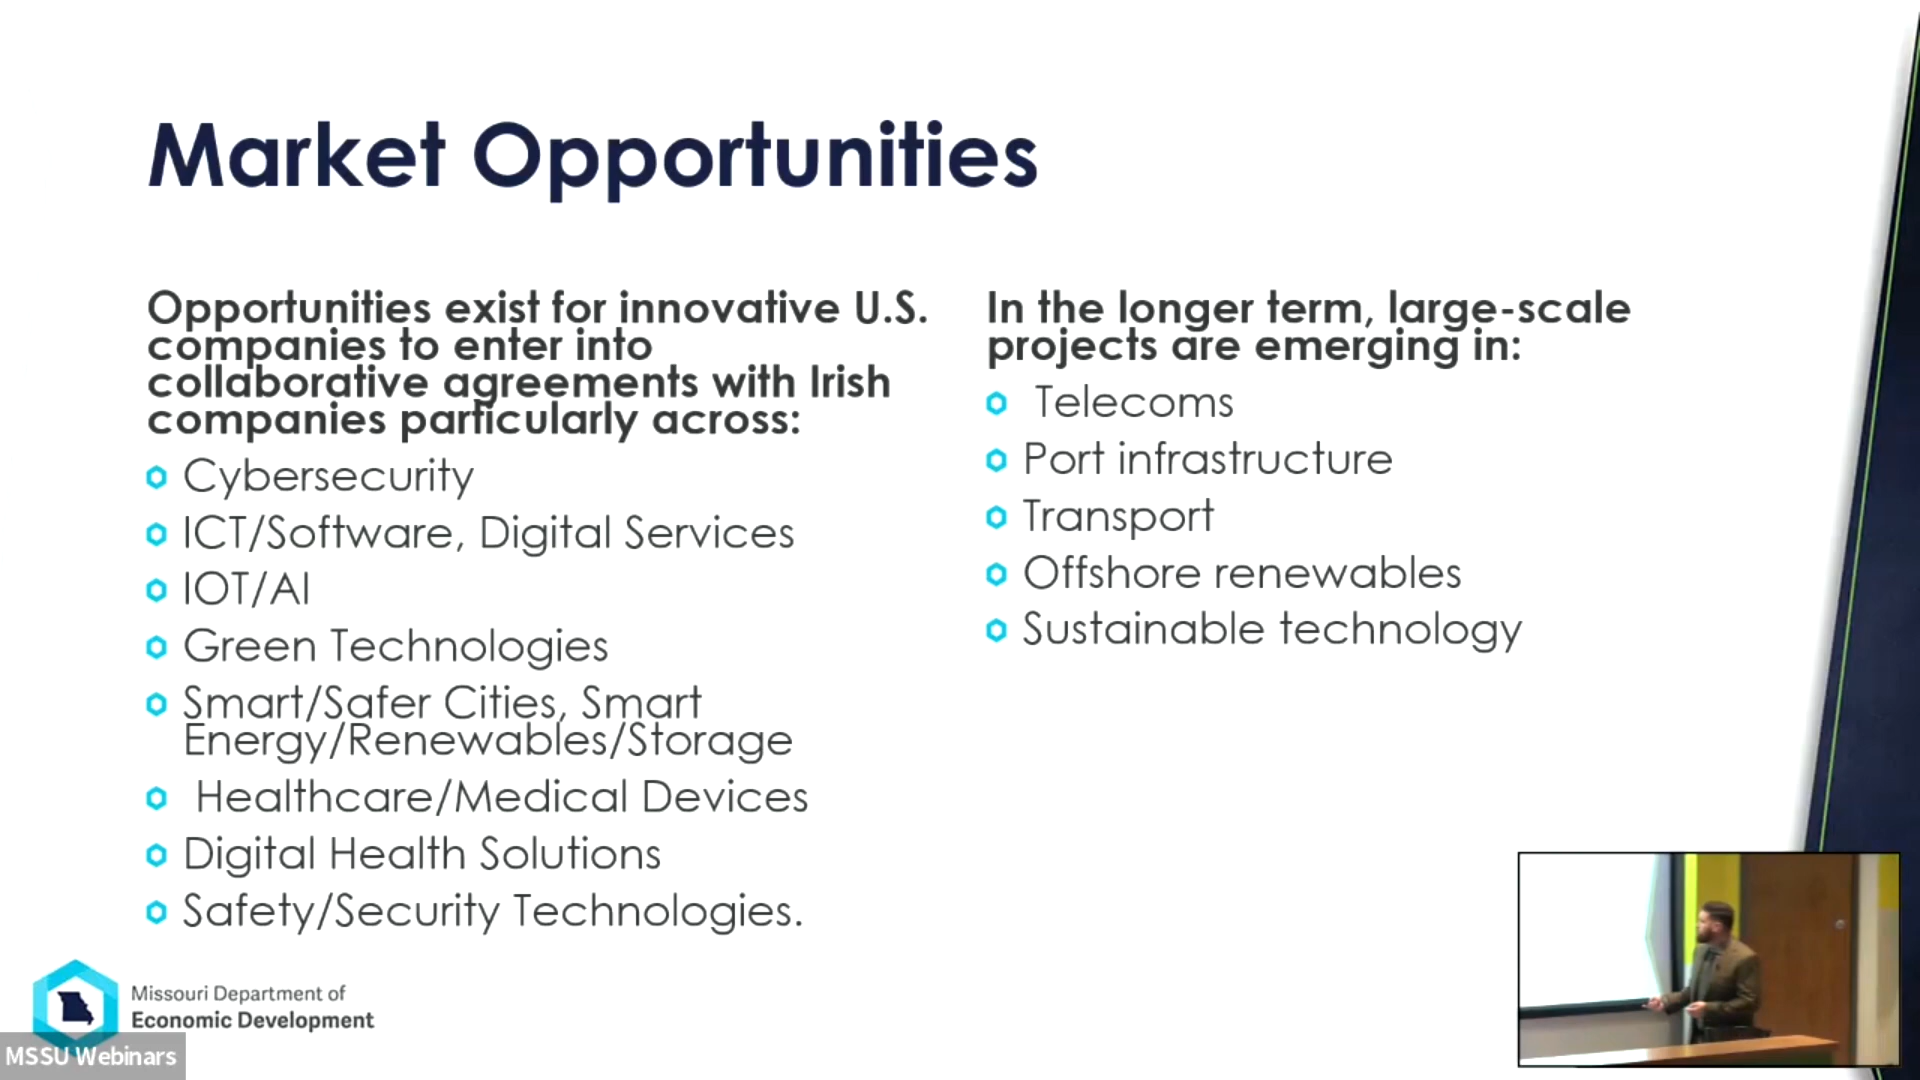 Market Opportunities
Opportunities exist for innovative U.S.
companies to enter into
collaborative agreements with Irish
companies particularly across:
Cybersecurity
ICT/Software, Digital Services
IOT/AI
Green Technologies
Smart/Safer Cities, Smart
Energy/Renewables/Storage
Healthcare/Medical Devices
Digital Health Solutions
Safety/Security Technologies.
In the longer term, large-scale
projects are emerging in:
Telecoms
Port infrastructure
Transport
Offshore renewables
Sustainable technology
Missouri Department of
Economic Development
MSSU Webinars